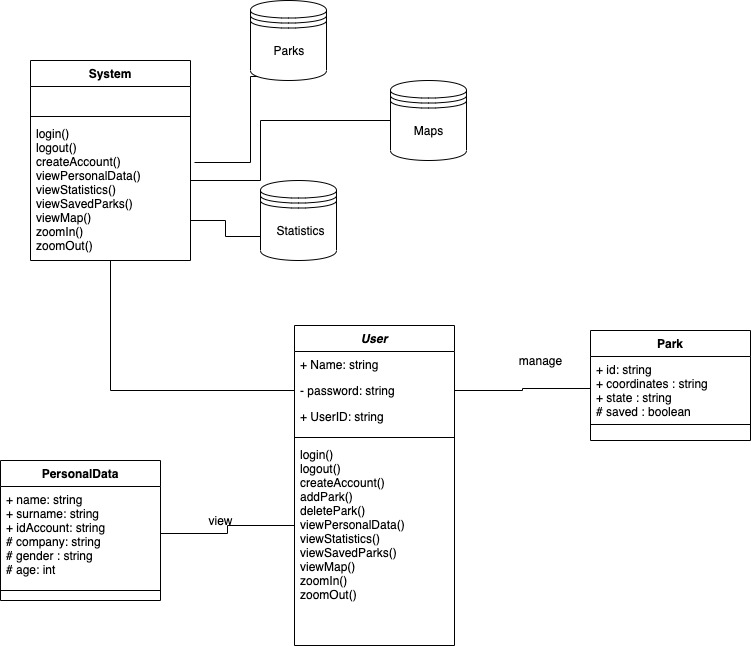 Parks
System
login()
logout()
createAccount()
viewPersonalData()
viewStatistics()
viewSavedParks()
viewMap()
zoomIn()
zoomOut()
Maps
Statistics
User
+ Name: string
- password: string
+ UserID: string
login()
logout()
createAccount()
addPark()
deletePark()
viewPersonalData()
viewStatistics()
viewSavedParks()
viewMap()
zoomIn()
zoomOut()
manage
Park
+ id: string
+ coordinates : string
+ state : string
# saved : boolean
PersonalData
+ name: string
+ surname: string
+ idAccount: string
# company: string
# gender : string
# age: int
view